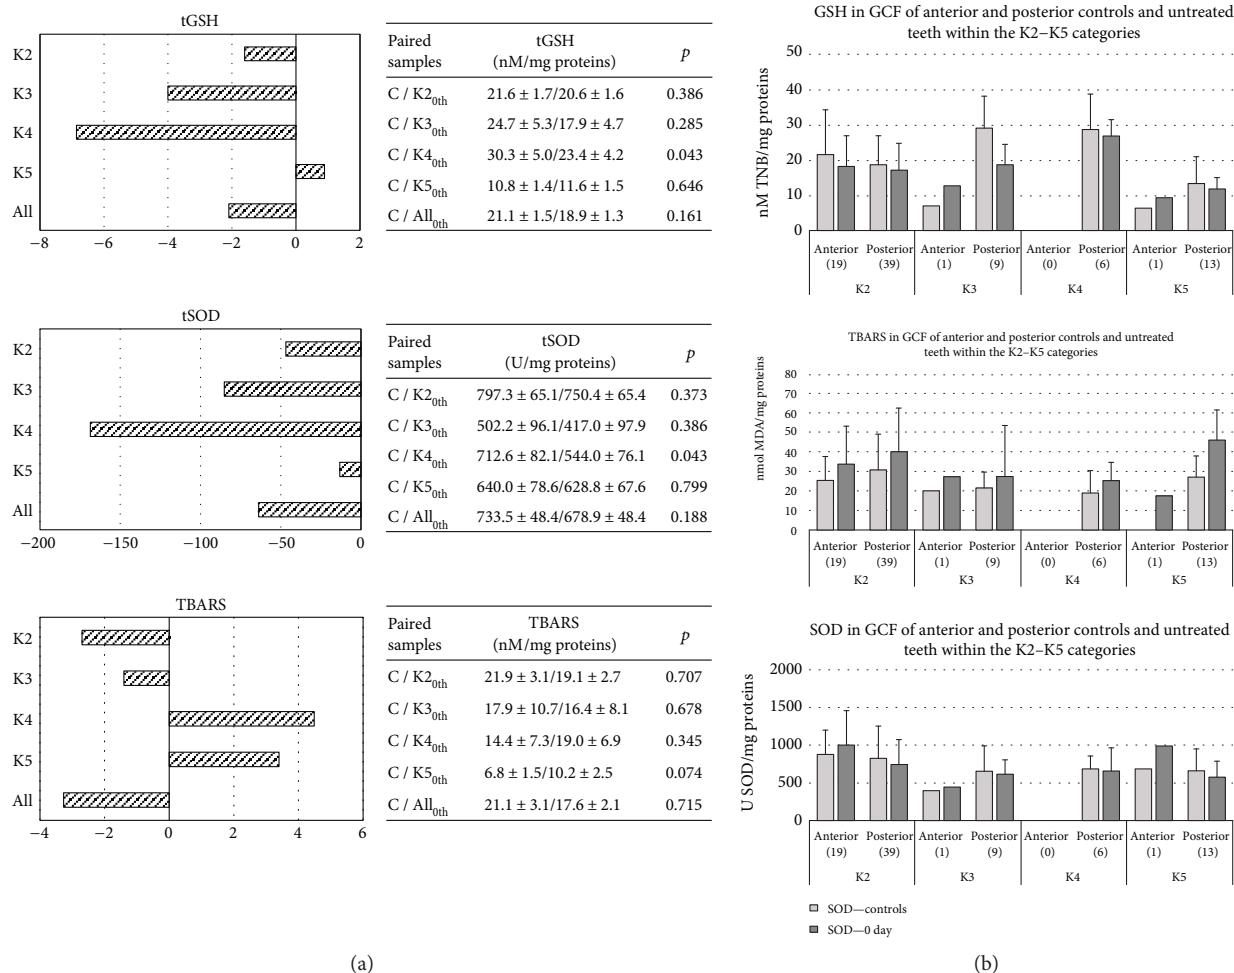 tGSH
K2
K3
K4
K5
All
−8 −6 −4 −2 0 2
Paired samples tGSH (nM/mg proteins) p
C / K20th 21.6 ± 1.7/20.6 ± 1.6 0.386
C / K30th 24.7 ± 5.3/17.9 ± 4.7 0.285
C / K40th 30.3 ± 5.0/23.4 ± 4.2 0.043
C / K50th 10.8 ± 1.4/11.6 ± 1.5 0.646
C / All0th 21.1 ± 1.5/18.9 ± 1.3 0.161
tSOD
K2
K3
K4
K5
All
−200 −150 −100 −50 0
Paired samples tSOD (U/mg proteins) p
C / K20th 797.3 ± 65.1/750.4 ± 65.4 0.373
C / K30th 502.2 ± 96.1/417.0 ± 97.9 0.386
C / K40th 712.6 ± 82.1/544.0 ± 76.1 0.043
C / K50th 640.0 ± 78.6/628.8 ± 67.6 0.799
C / All0th 733.5 ± 48.4/678.9 ± 48.4 0.188
TBARS
K2
K3
K4
K5
All
−4 −2 0 2 4 6
Paired samples TBARS (nM/mg proteins) p
C / K20th 21.9 ± 3.1/19.1 ± 2.7 0.707
C / K30th 17.9 ± 10.7/16.4 ± 8.1 0.678
C / K40th 14.4 ± 7.3/19.0 ± 6.9 0.345
C / K50th 6.8 ± 1.5/10.2 ± 2.5 0.074
C / All0th 21.1 ± 3.1/17.6 ± 2.1 0.715
(a)
GSH in GCF of anterior and posterior controls and untreated
teeth within the K2–K5 categories
nM TNB/mg proteins
50
40
30
20
10
0
Anterior Posterior Anterior Posterior Anterior Posterior Anterior Posterior
(19) (39) (1) (9) (0) (6) (1) (13)
K2 K3 K4 K5
TBARS in GCF of anterior and posterior controls and untreated
teeth within the K2–K5 categories
nmol MDA/mg proteins
80
70
60
50
40
30
20
10
0
Anterior Posterior Anterior Posterior Anterior Posterior Anterior Posterior
(19) (39) (1) (9) (0) (6) (1) (13)
K2 K3 K4 K5
SOD in GCF of anterior and posterior controls and untreated
teeth within the K2–K5 categories
U SOD/mg proteins
2000
1500
1000
500
0
Anterior Posterior Anterior Posterior Anterior Posterior Anterior Posterior
(19) (39) (1) (9) (0) (6) (1) (13)
K2 K3 K4 K5
SOD—controls
SOD—0 day
(b)